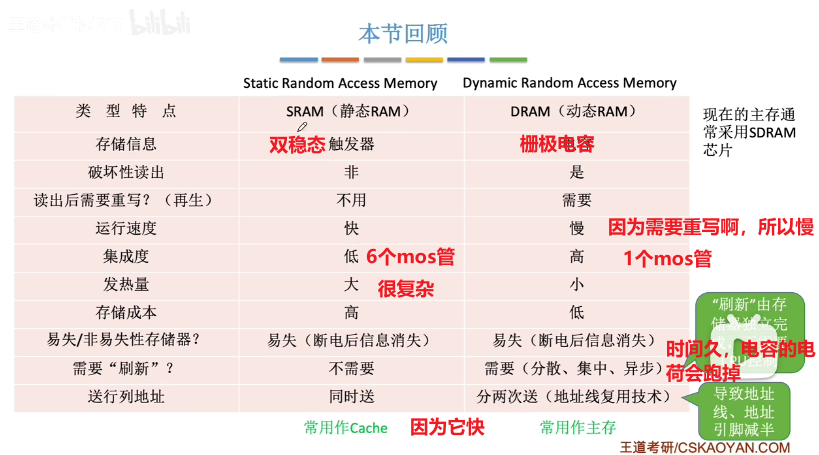 bilibili
本节回顾
Static Random Access Memory Dynamic Random Access Memory
类 型 特 点 SRAM（静态RAM） DRAM（动态RAM）
现在的主存通
常采用SDRAM
芯片
存储信息 双稳态 触发器 栅极电容
破坏性读出 非 是
读出后需要重写？（再生） 不用 需要
运行速度 快 慢 因为需要重写啊，所以慢
集成度 低 6个mos管 高 1个mos管
发热量 大 很复杂 小
存储成本 高 低
易失/非易失性存储器？ 易失（断电后信息消失） 易失（断电后信息消失）
需要“刷新”？ 不需要 需要（分散、集中、异步）
送行列地址 同时送 分两次送（地址线复用技术）
“刷新”由存
储器独立完
时间久，电容的电
荷会跑掉
导致地址
线、地址
引脚减半
常用作Cache 因为它快 常用作主存
王道考研/CSKAOYAN.COM